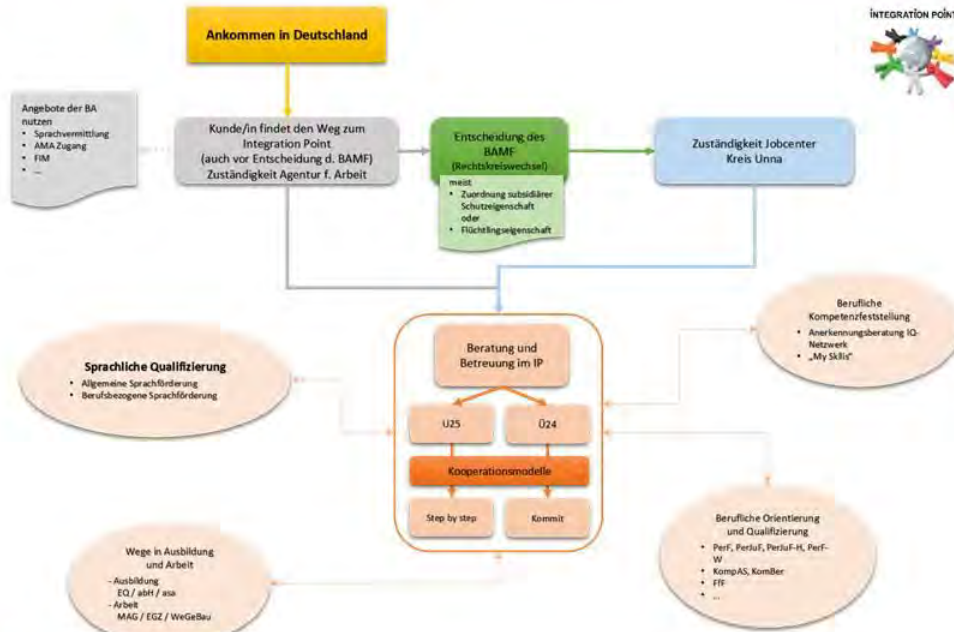 INTEGRATION POINT
Ankommen in Deutschland
Angebote der BA
nutzen
• Sprachvermittlung
• AMA Zugang
• FIM
• ...
Kunde/in findet den Weg zum
Integration Point
(auch vor Entscheidung d. BAMF)
Zuständigkeit Agentur f. Arbeit
Entscheidung des
BAMF
(Rechtskreiswechsel)
meist
• Zuordnung subsidiärer
Schutzeigenschaft
oder
• Flüchtlingseigenschaft
Zuständigkeit Jobcenter
Kreis Unna
Berufliche
Kompetenzfeststellung
• Anerkennungsberatung IQ-
Netzwerk
• „My Skills“
Beratung und
Betreuung im IP
Sprachliche Qualifizierung
• Allgemeine Sprachförderung
• Berufsbezogene Sprachförderung
U25
Ü24
Kooperationsmodelle
Step by step
Kommit
Berufliche Orientierung
und Qualifizierung
• PerF, PerJuF, PerJuF-H, PerF-
W
• KompAS, KomBer
• FfF
• ...
Wege in Ausbildung
und Arbeit
- Ausbildung
EQ / abH / asa
- Arbeit
MAG / EGZ / WeGeBau